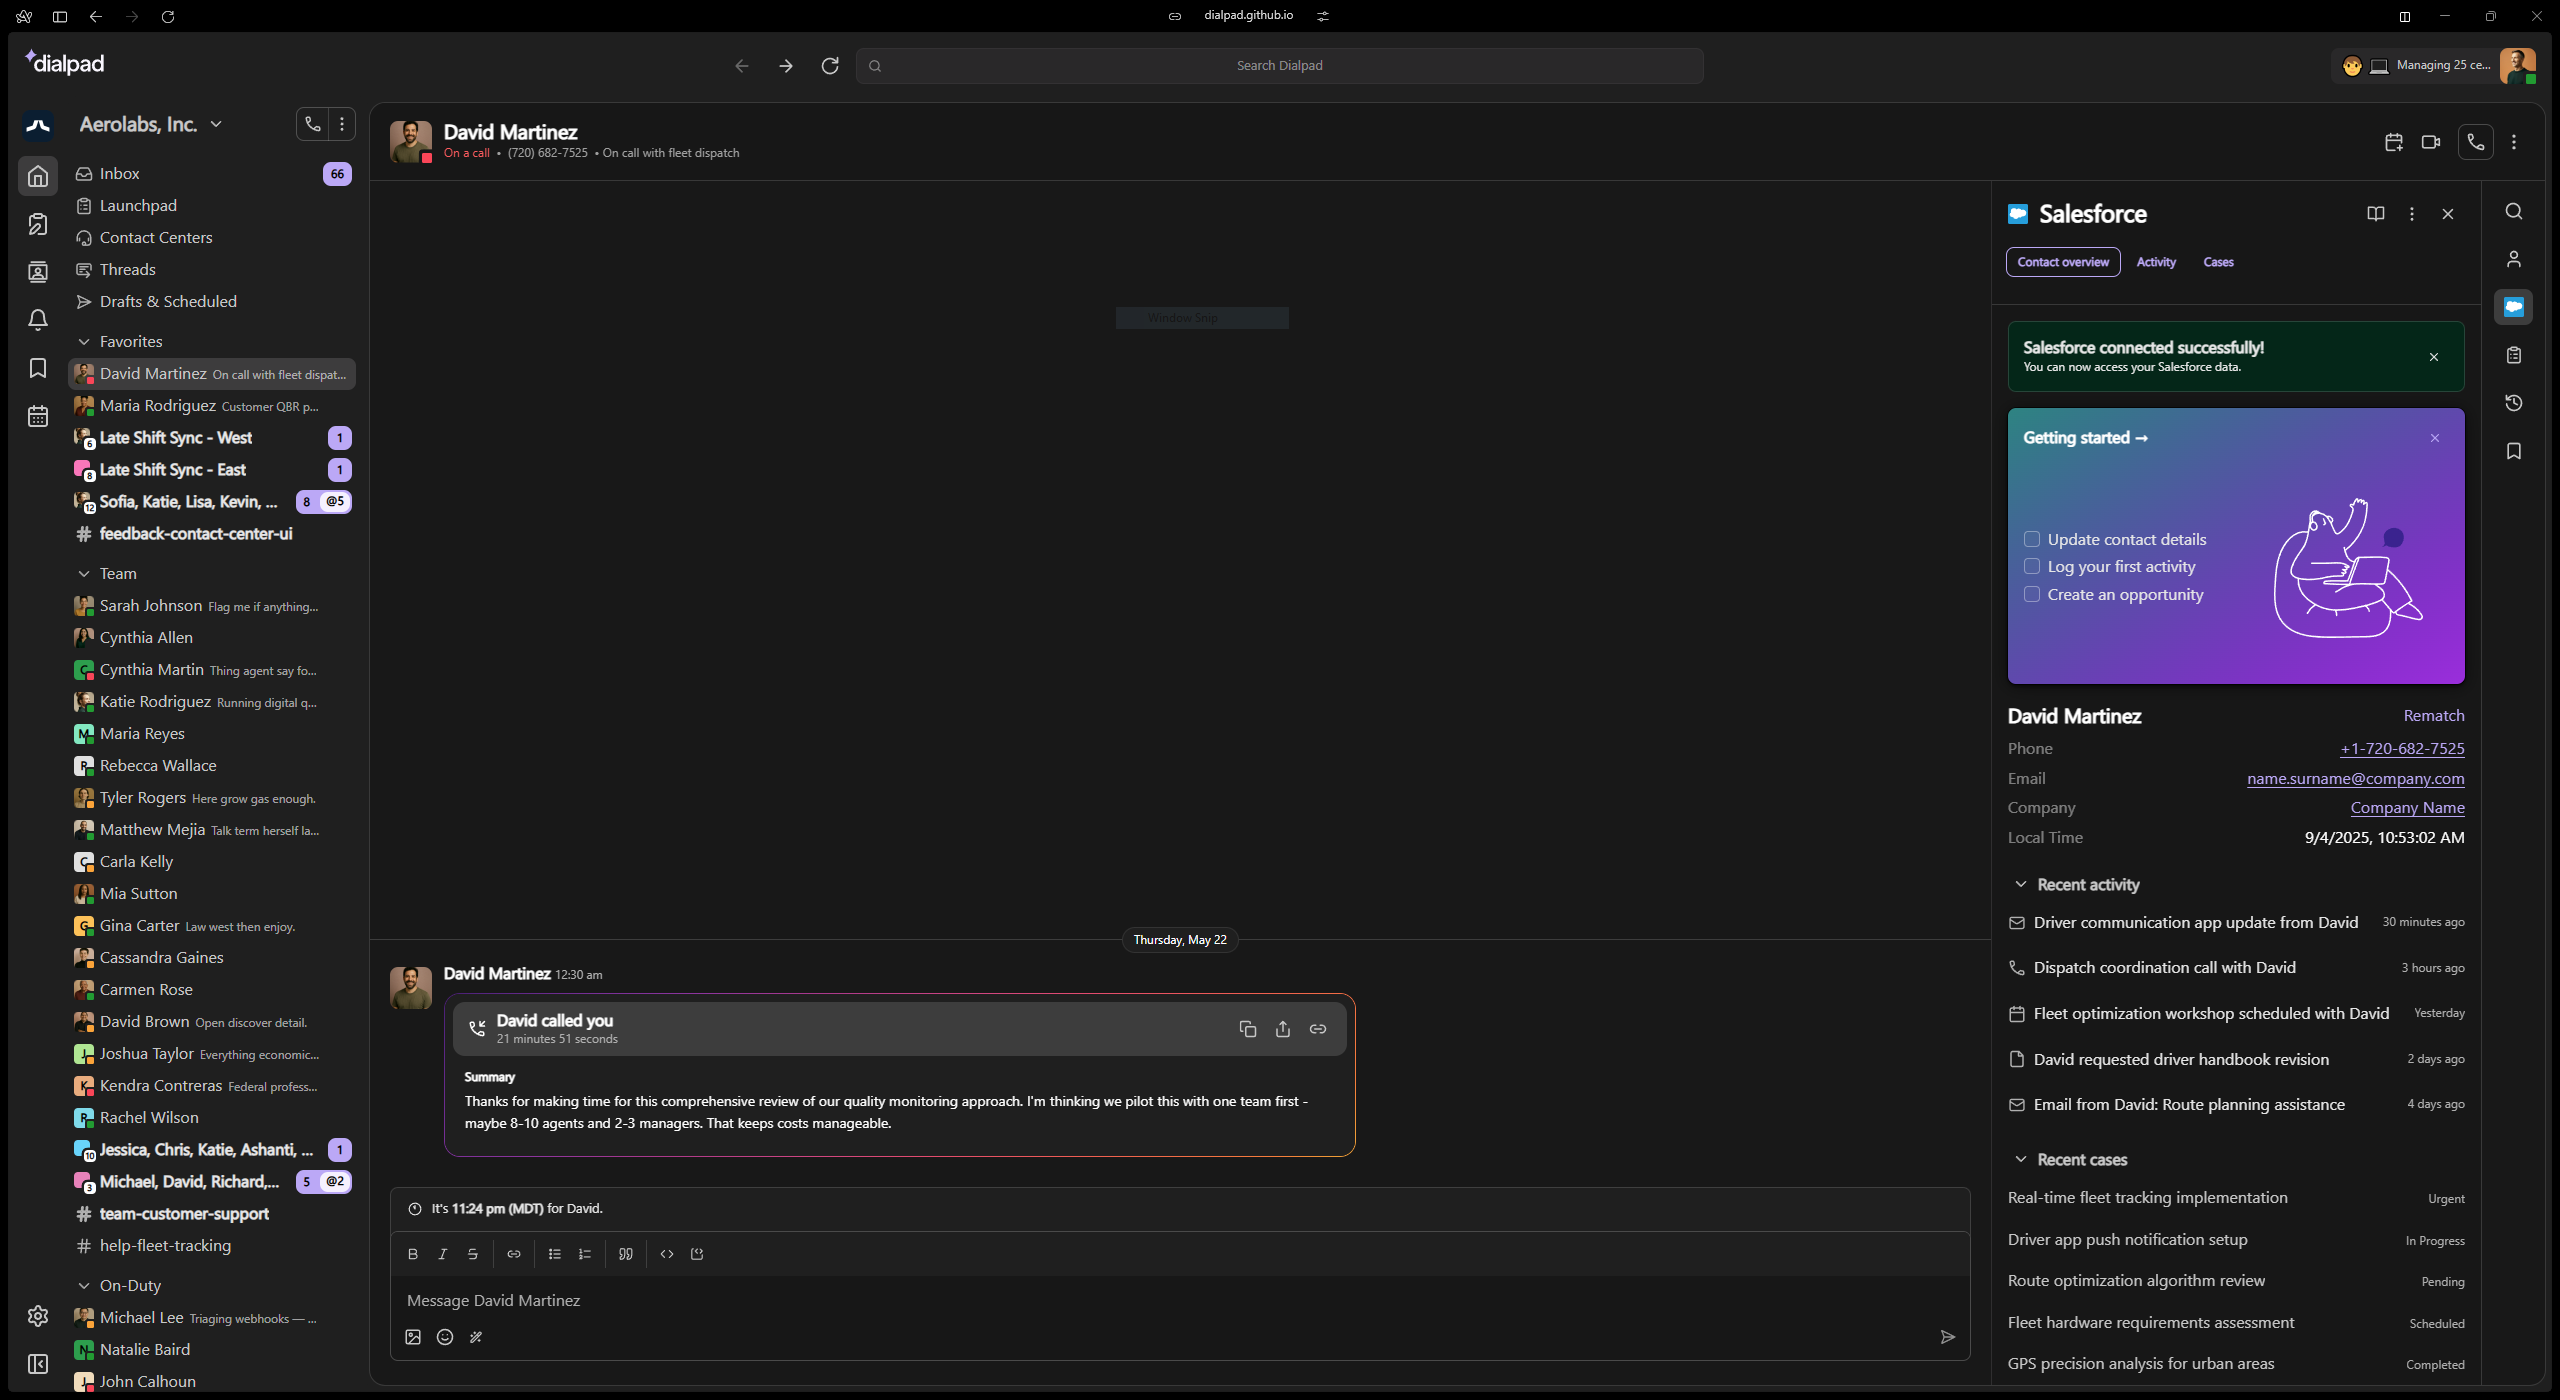 dialpad.github.io
dialpad
Search Dialpad
Managing 25 ce...
Aerolabs, Inc.
Inbox 66
Launchpad
Contact Centers
Threads
Drafts & Scheduled
Favorites
David Martinez On call with fleet dispat...
Maria Rodriguez Customer QBR p...
6 Late Shift Sync - West 1
8 Late Shift Sync - East 1
12 Sofia, Katie, Lisa, Kevin, ... 8 @5
# feedback-contact-center-ui
Team
Sarah Johnson Flag me if anything...
Cynthia Allen
C Cynthia Martin Thing agent say fo...
Katie Rodriguez Running digital q...
M Maria Reyes
R Rebecca Wallace
Tyler Rogers Here grow gas enough.
Matthew Mejia Talk term herself la...
C Carla Kelly
Mia Sutton
G Gina Carter Law west then enjoy.
Cassandra Gaines
Carmen Rose
David Brown Open discover detail.
J Joshua Taylor Everything economic...
K Kendra Contreras Federal profess...
R Rachel Wilson
10 Jessica, Chris, Katie, Ashanti, ... 1
3 Michael, David, Richard,... 5 @2
# team-customer-support
# help-fleet-tracking
On-Duty
Michael Lee Triaging webhooks — ...
N Natalie Baird
J John Calhoun
David Martinez
On a call • (720) 682-7525 • On call with fleet dispatch
Window Snip
Thursday, May 22
David Martinez 12:30 am
David called you
21 minutes 51 seconds
Summary
Thanks for making time for this comprehensive review of our quality monitoring approach. I'm thinking we pilot this with one team first -
maybe 8-10 agents and 2-3 managers. That keeps costs manageable.
It's 11:24 pm (MDT) for David.
Message David Martinez
Salesforce
Contact overview Activity Cases
Salesforce connected successfully!
You can now access your Salesforce data.
Getting started →
Update contact details
Log your first activity
Create an opportunity
David Martinez Rematch
Phone +1-720-682-7525
Email name.surname@company.com
Company Company Name
Local Time 9/4/2025, 10:53:02 AM
Recent activity
Driver communication app update from David 30 minutes ago
Dispatch coordination call with David 3 hours ago
Fleet optimization workshop scheduled with David Yesterday
David requested driver handbook revision 2 days ago
Email from David: Route planning assistance 4 days ago
Recent cases
Real-time fleet tracking implementation Urgent
Driver app push notification setup In Progress
Route optimization algorithm review Pending
Fleet hardware requirements assessment Scheduled
GPS precision analysis for urban areas Completed